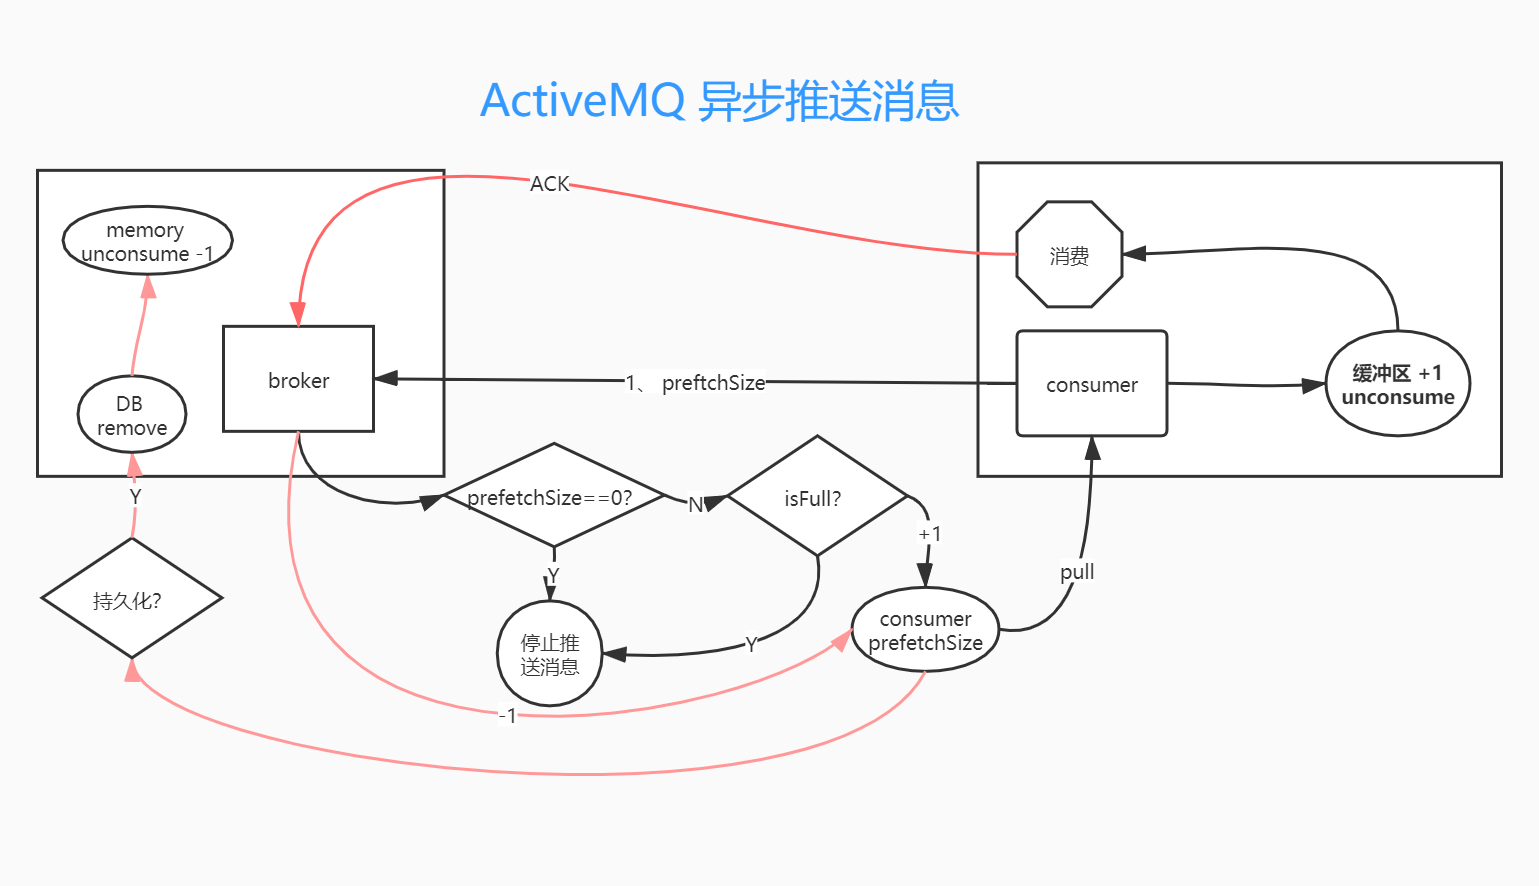 ActiveMQ 异步推送消息
ACK
memory
unconsume -1
消费
broker
1、 preftchSize
consumer
缓冲区 +1
unconsume
DB
remove
Y
prefetchSize==0?
N
isFull?
+1
pull
持久化?
Y
停止推
送消息
Y
consumer
prefetchSize
-1